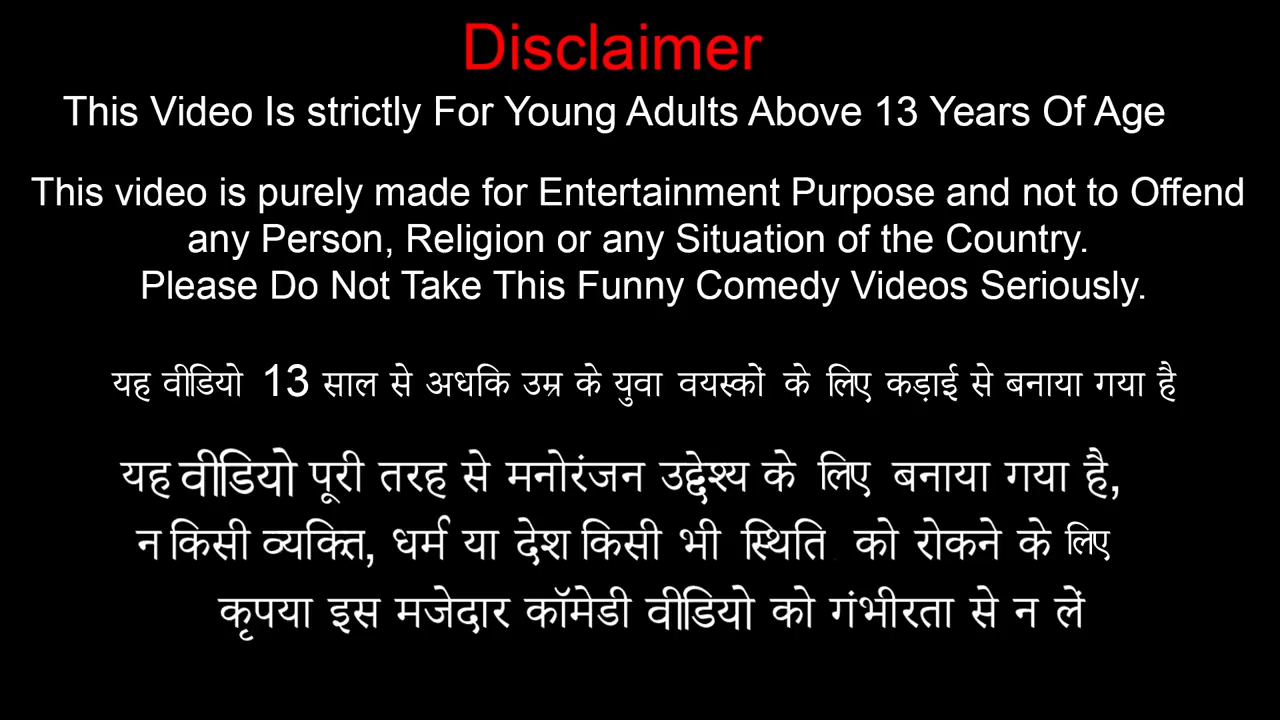 Disclaimer
This Video Is strictly For Young Adults Above 13 Years Of Age
This video is purely made for Entertainment Purpose and not to Offend
any Person, Religion or any Situation of the Country.
Please Do Not Take This Funny Comedy Videos Seriously.
यह वीडियो 13 साल से अधकि उम्र के युवा वयस्कों के लिए कड़ाई से बनाया गया है
यह वीडियो पूरी तरह से मनोरंजन उद्देश्य के लिए बनाया गया है,
न किसी व्यक्ति, धर्म या देश किसी भी स्थिति को रोकने के लिए
कृपया इस मजेदार कॉमेडी वीडियो को गंभीरता से न लें